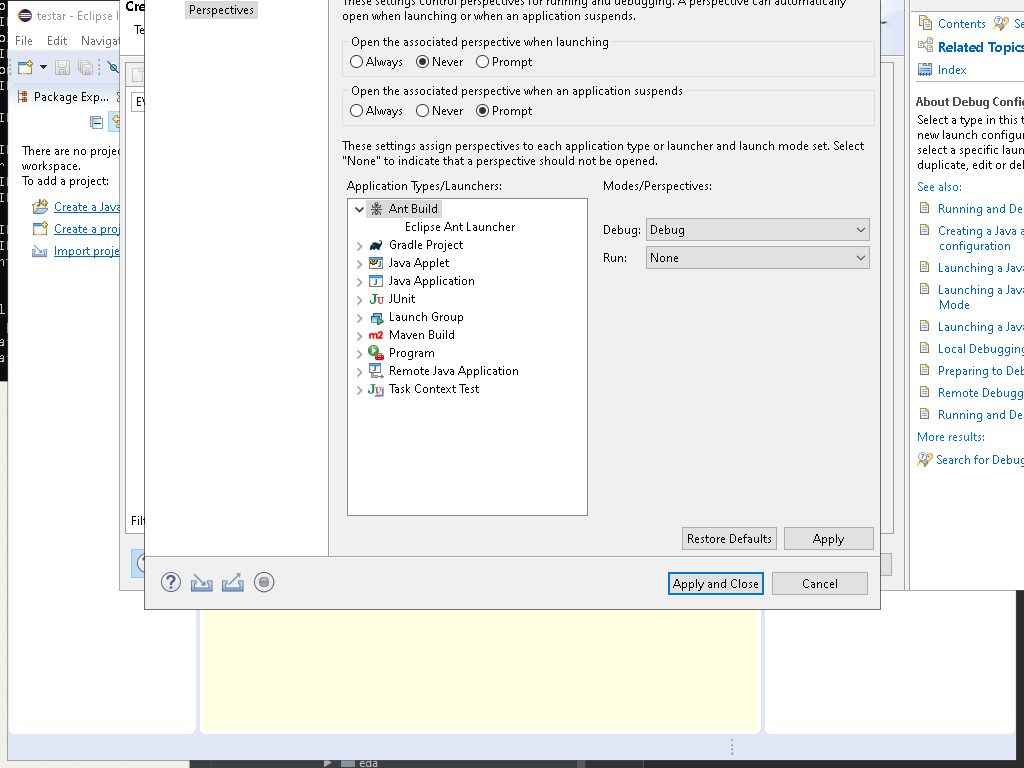 testar - Eclipse I
File Edit Navigat
Package Exp...
There are no proje
workspace.
To add a project:
Create a Java
Create a proj
Import proje
Cre
Te
Filt
Perspectives
These settings control perspectives for running and debugging. A perspective can automatically
open when launching or when an application suspends.
Open the associated perspective when launching
Always Never Prompt
Open the associated perspective when an application suspends
Always Never Prompt
These settings assign perspectives to each application type or launcher and launch mode set. Select
"None" to indicate that a perspective should not be opened.
Application Types/Launchers:
Ant Build
Eclipse Ant Launcher
Gradle Project
Java Applet
Java Application
JUnit
Launch Group
Maven Build
Program
Remote Java Application
Task Context Test
Modes/Perspectives:
Debug: Debug
Run: None
Restore Defaults Apply
Apply and Close Cancel
Contents Se
Related Topics
Index
About Debug Config
Select a type in this t
new launch configur
select a specific laun
duplicate, edit or del
See also:
Running and De
Creating a Java a
configuration
Launching a Java
Launching a Java
Mode
Launching a Java
Local Debugging
Preparing to Deb
Remote Debugg
Running and De
More results:
Search for Debug
eda